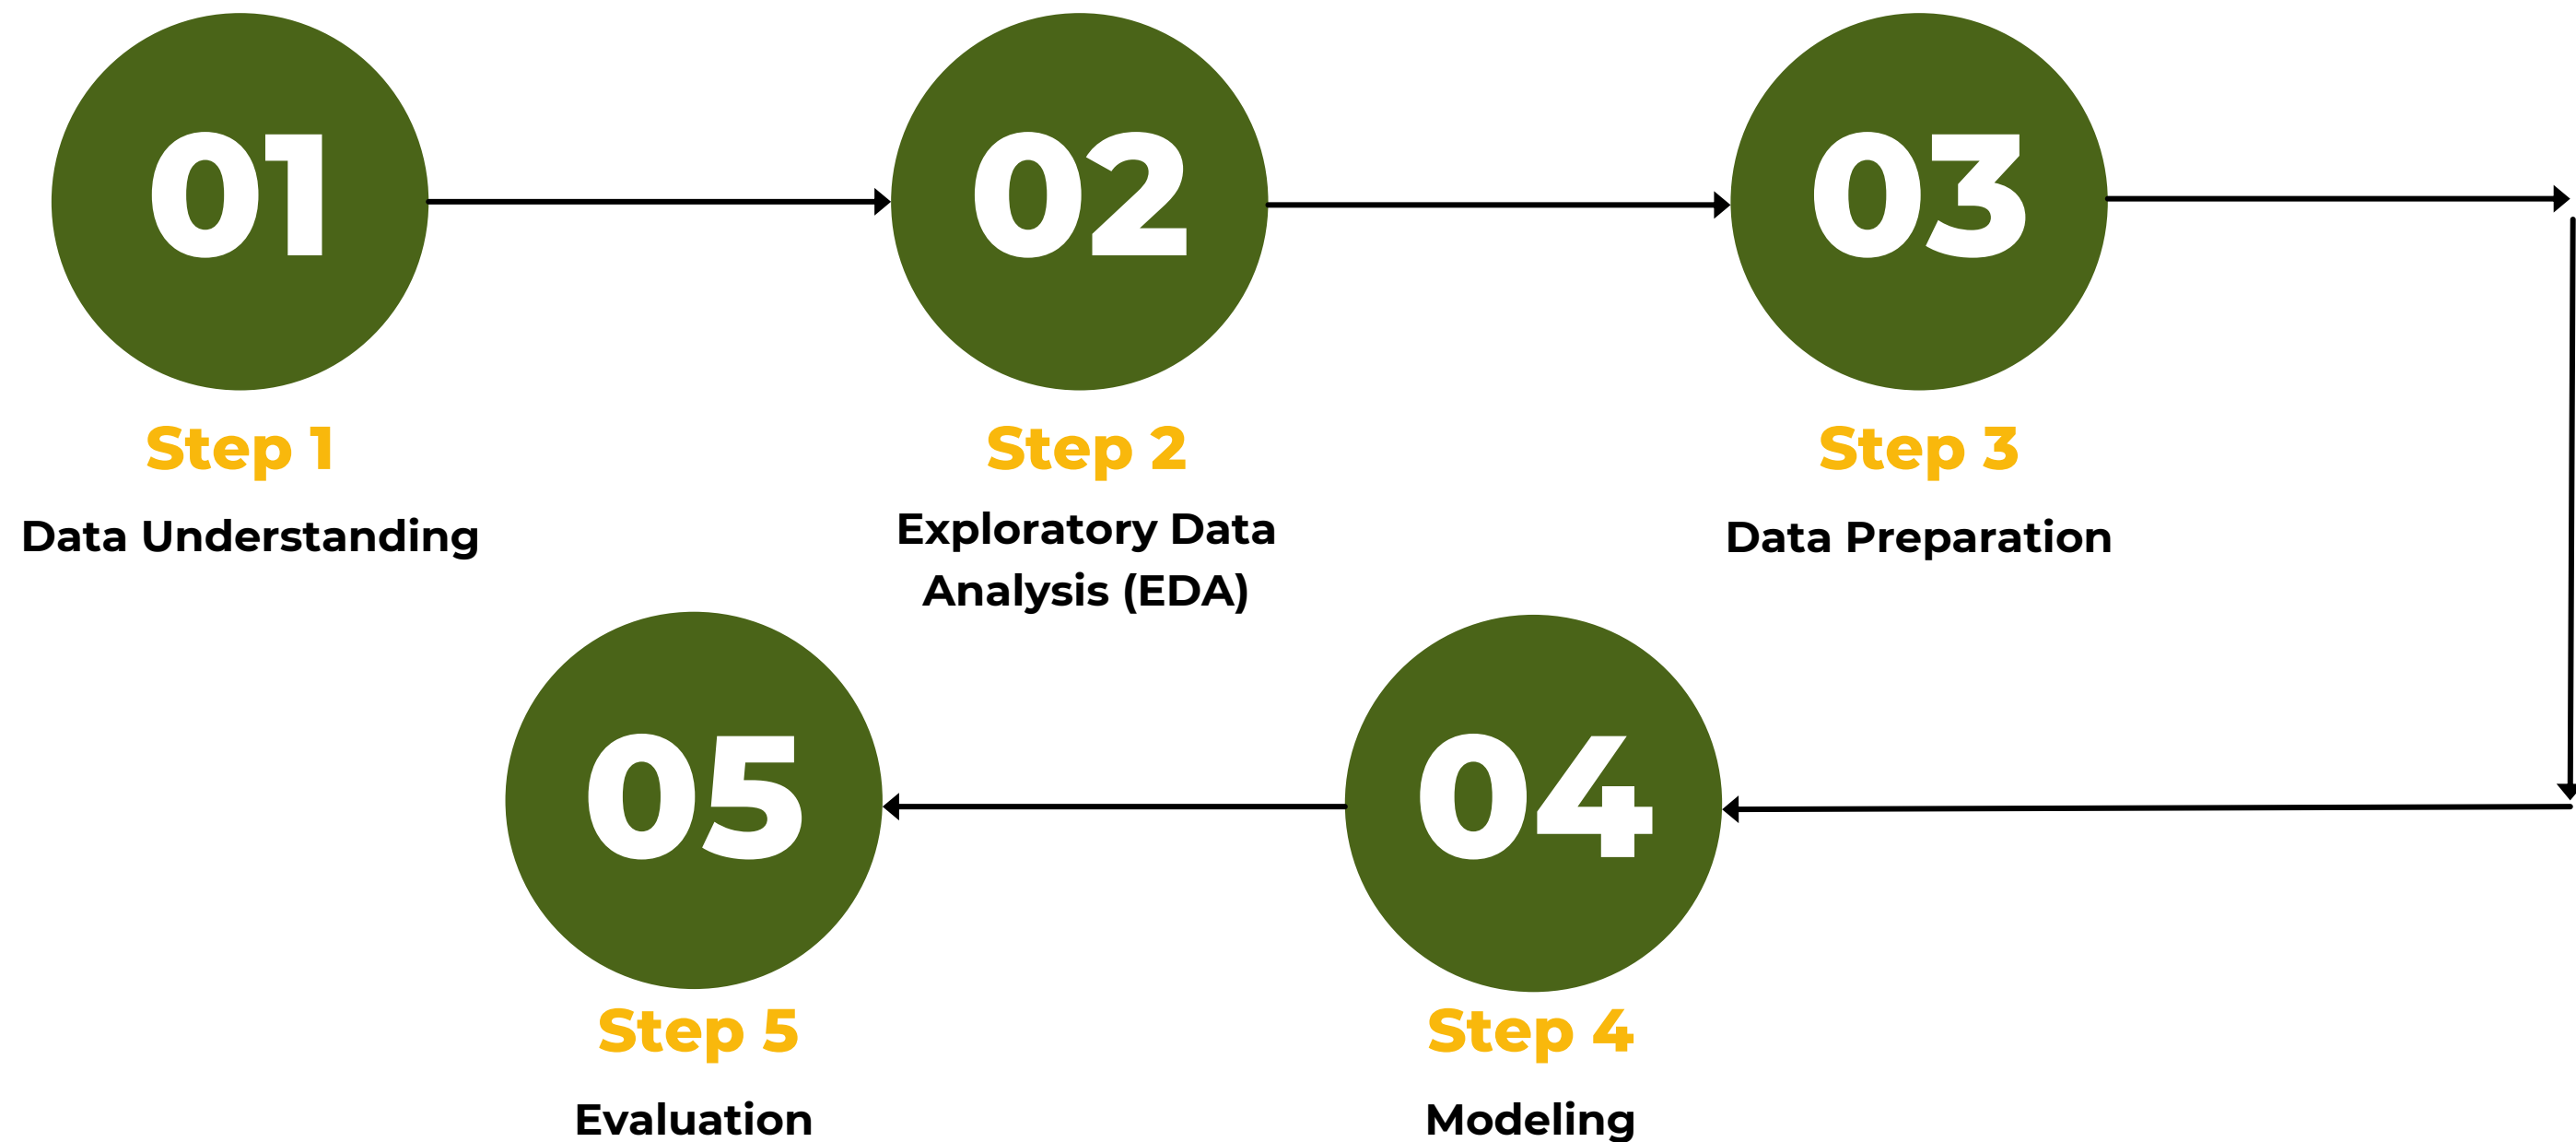 01
02
03
Step 1
Step 2
Step 3
Data Understanding
Exploratory Data
Analysis (EDA)
Data Preparation
05
04
Step 5
Step 4
Evaluation
Modeling